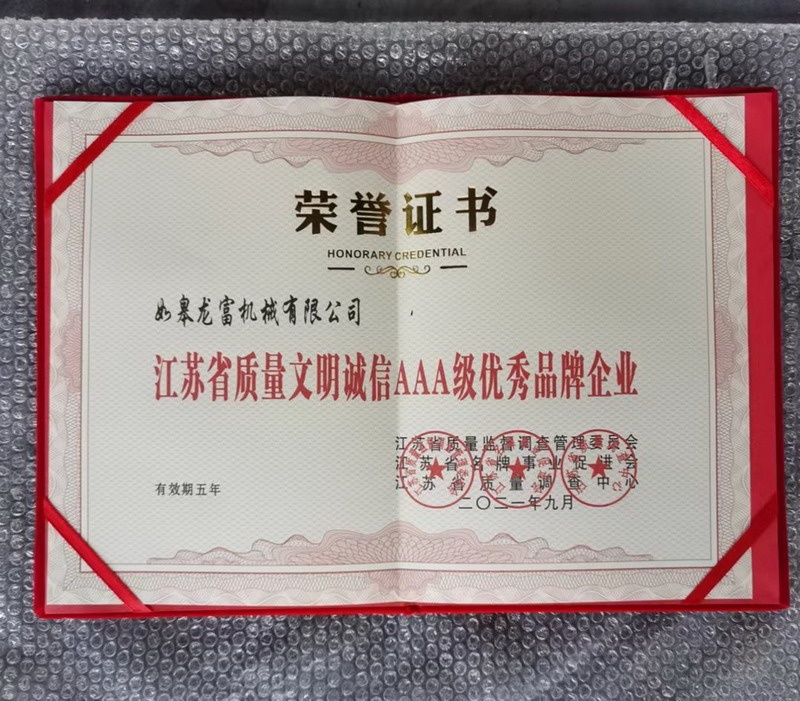 荣誉证书
HONORARY CREDENTIAL
如皋龙富机械有限公司
江苏省质量文明诚信AAA级优秀品牌企业
江苏省质量监督调查管理委员会
江苏省名牌事业促进会
江苏省质量调查中心
有效期五年
二〇二一年九月